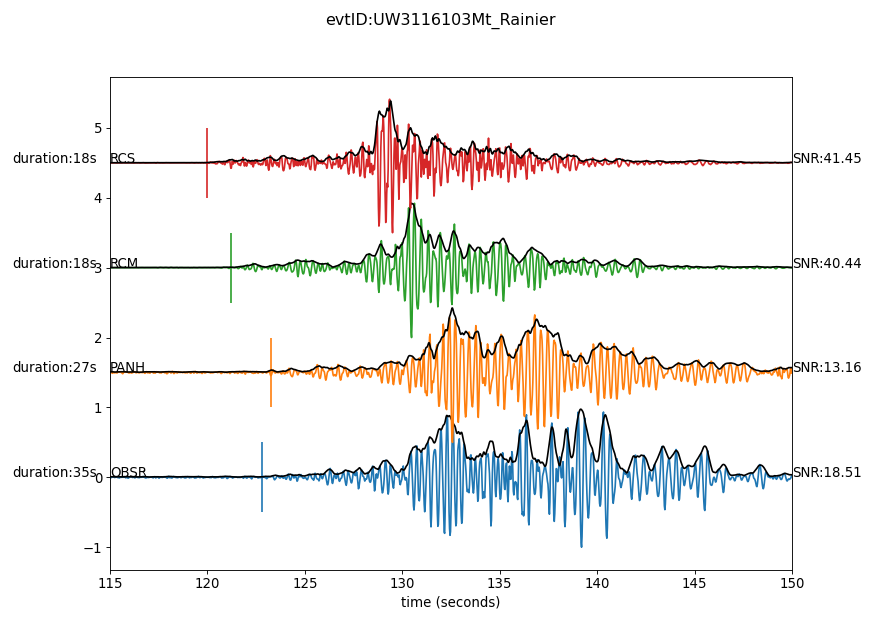 evtID:UW3116103Mt_Rainier
5
duration:18s RCS SNR:41.45
4
duration:18s 3 RCM SNR:40.44
2
duration:27s PANH SNR:13.16
1
duration:35s 0 OBSR SNR:18.51
−1
115 120 125 130 135 140 145 150
time (seconds)